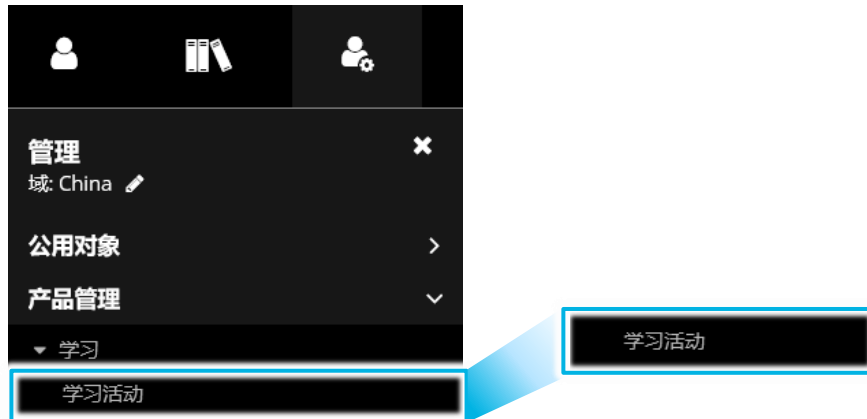 管理
域: China
公用对象
产品管理
学习
学习活动
学习活动